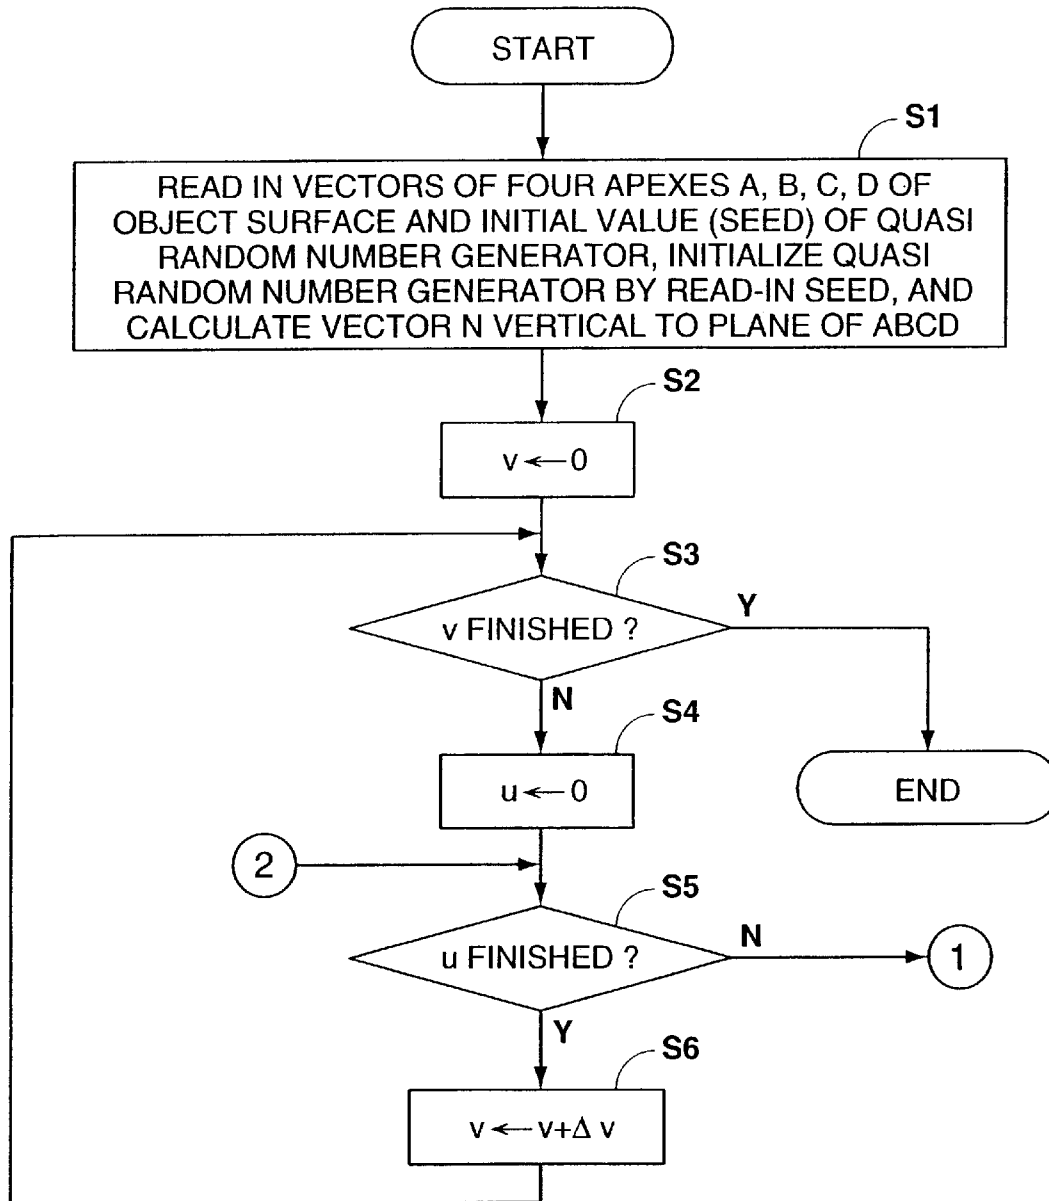 START
S1
READ IN VECTORS OF FOUR APEXES A, B, C, D OF
OBJECT SURFACE AND INITIAL VALUE (SEED) OF QUASI
RANDOM NUMBER GENERATOR, INITIALIZE QUASI
RANDOM NUMBER GENERATOR BY READ-IN SEED, AND
CALCULATE VECTOR N VERTICAL TO PLANE OF ABCD
S2
v ← 0
S3
v FINISHED ?
Y
N
S4
u ← 0
END
2
S5
u FINISHED ?
N
1
Y
S6
v ← v+Δ v